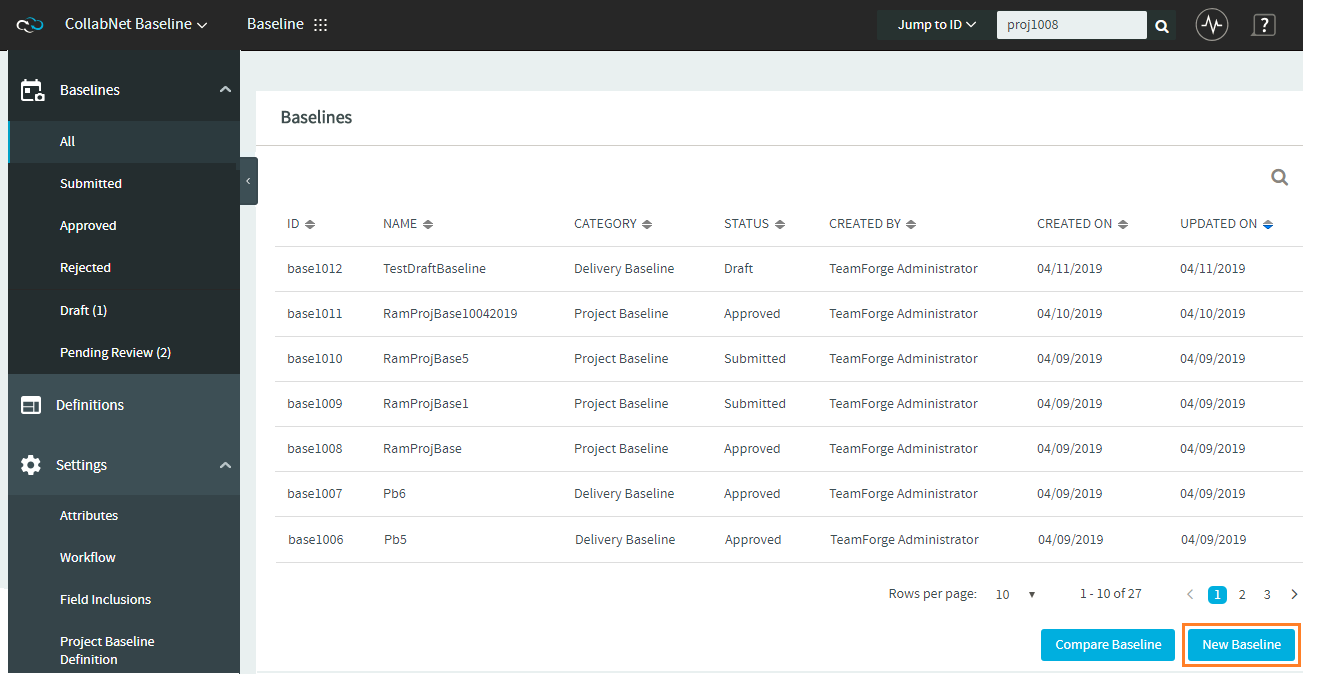 CollabNet Baseline Baseline Jump to ID proj1008 ?
Baselines
All
Submitted
Approved
Rejected
Draft (1)
Pending Review (2)
Definitions
Settings
Attributes
Workflow
Field Inclusions
Project Baseline
Definition
Baselines
ID NAME CATEGORY STATUS CREATED BY CREATED ON UPDATED ON
base1012 TestDraftBaseline Delivery Baseline Draft TeamForge Administrator 04/11/2019 04/11/2019
base1011 RamProjBase10042019 Project Baseline Approved TeamForge Administrator 04/10/2019 04/10/2019
base1010 RamProjBase5 Project Baseline Submitted TeamForge Administrator 04/09/2019 04/09/2019
base1009 RamProjBase1 Project Baseline Submitted TeamForge Administrator 04/09/2019 04/09/2019
base1008 RamProjBase Project Baseline Approved TeamForge Administrator 04/09/2019 04/09/2019
base1007 Pb6 Delivery Baseline Approved TeamForge Administrator 04/09/2019 04/09/2019
base1006 Pb5 Delivery Baseline Approved TeamForge Administrator 04/09/2019 04/09/2019
Rows per page: 10 1 - 10 of 27 1 2 3
Compare Baseline New Baseline